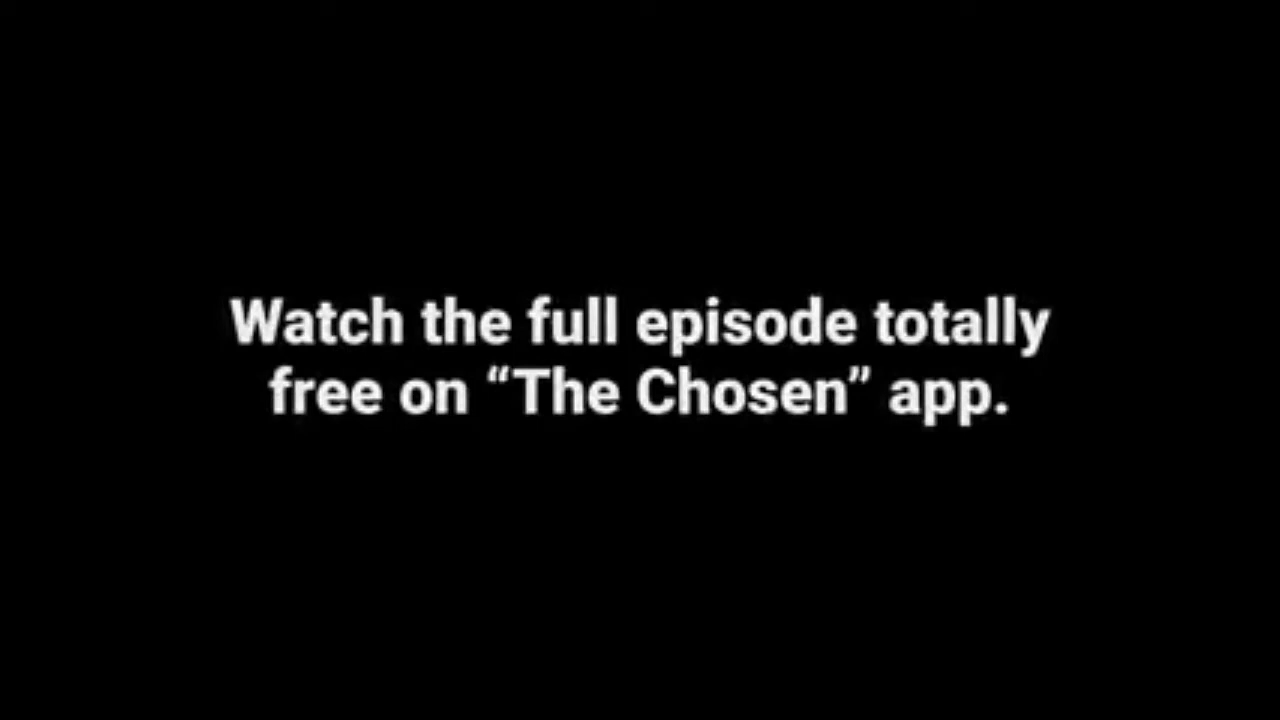 Watch the full episode totally
free on “The Chosen” app.